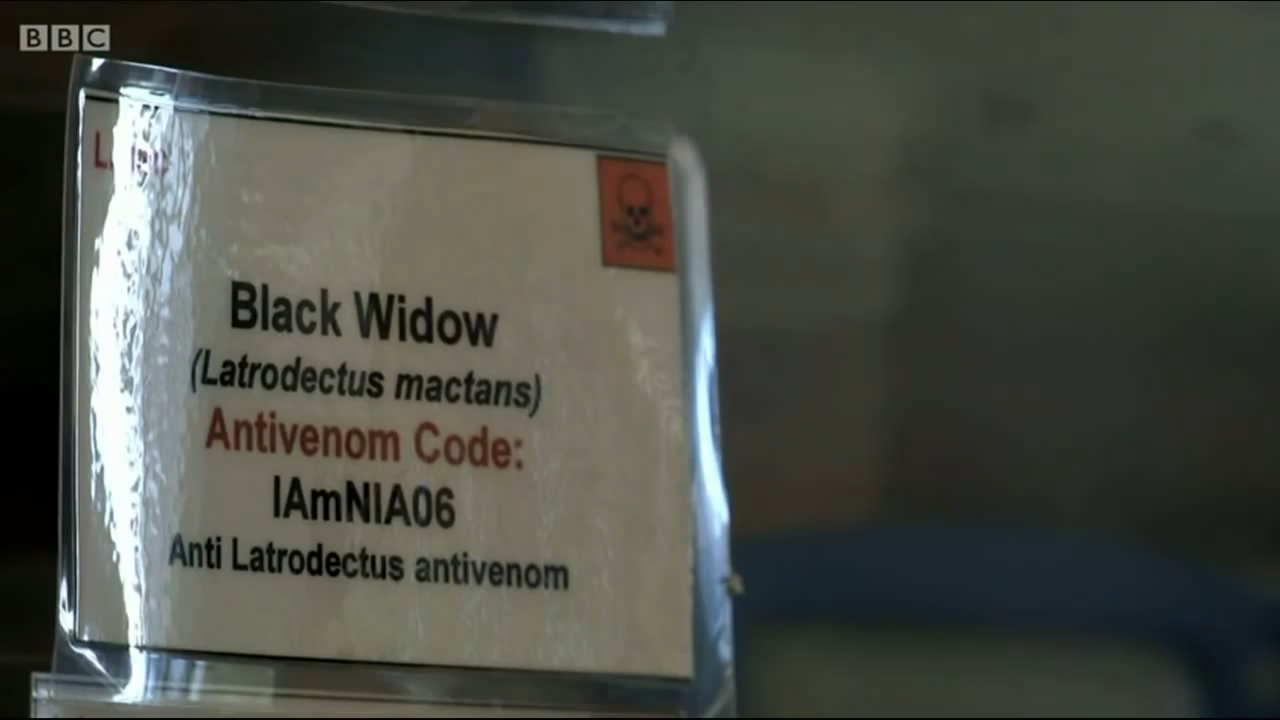 BBC
Black Widow
(Latrodectus mactans)
Antivenom Code:
IAmNIA06
Anti Latrodectus antivenom